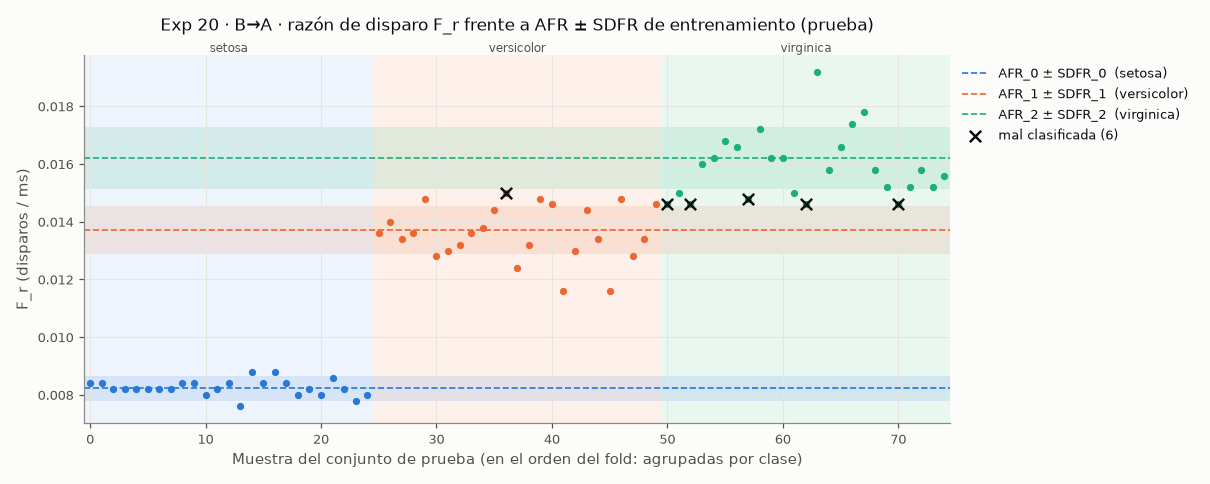 Exp 20 · B→A · razón de disparo F_r frente a AFR ± SDFR de entrenamiento (prueba)
setosa
versicolor
virginica
AFR_0 ± SDFR_0 (setosa)
AFR_1 ± SDFR_1 (versicolor)
AFR_2 ± SDFR_2 (virginica)
mal clasificada (6)
F_r (disparos / ms)
0.018
0.016
0.014
0.012
0.010
0.008
0
10
20
30
40
50
60
70
Muestra del conjunto de prueba (en el orden del fold: agrupadas por clase)